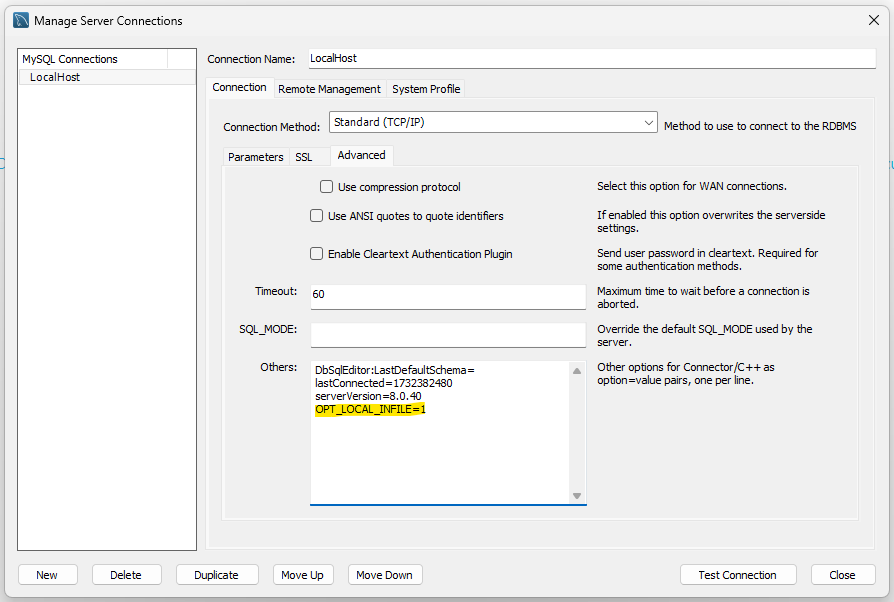 Manage Server Connections
MySQL Connections
LocalHost
Connection Name:
LocalHost
Connection
Remote Management
System Profile
Connection Method:
Standard (TCP/IP)
Method to use to connect to the RDBMS
Parameters
SSL
Advanced
Use compression protocol
Select this option for WAN connections.
Use ANSI quotes to quote identifiers
If enabled this option overwrites the serverside
settings.
Enable Cleartext Authentication Plugin
Send user password in cleartext. Required for
some authentication methods.
Timeout:
60
Maximum time to wait before a connection is
aborted.
SQL_MODE:
Override the default SQL_MODE used by the
server.
Others:
DbSqlEditor:LastDefaultSchema=
lastConnected=1732382480
serverVersion=8.0.40
OPT_LOCAL_INFILE=1
Other options for Connector/C++ as
option=value pairs, one per line.
New
Delete
Duplicate
Move Up
Move Down
Test Connection
Close